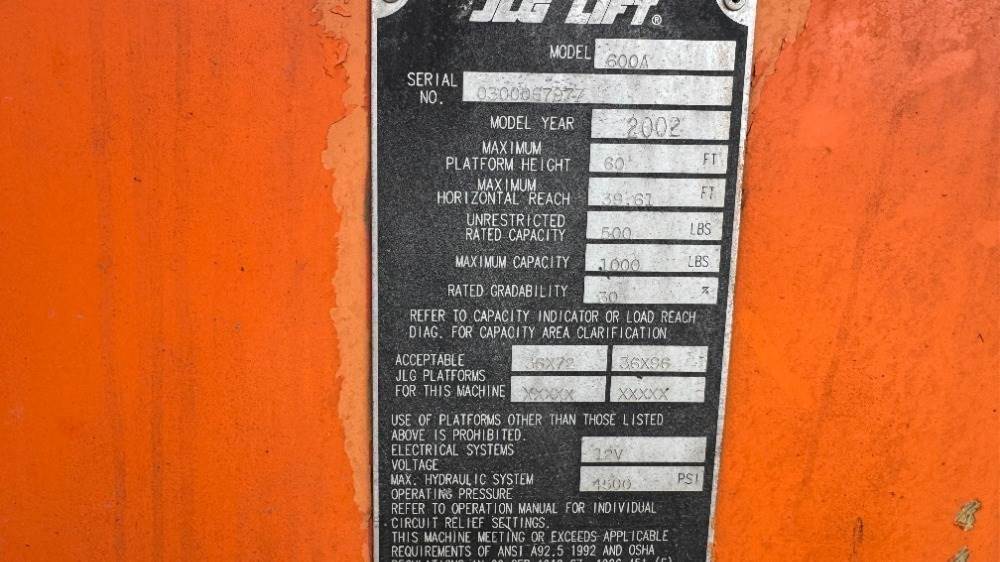 JLG LIFT®
MODEL 600A
SERIAL NO. 0300067977
MODEL YEAR 2002
MAXIMUM
PLATFORM HEIGHT 60 FT
MAXIMUM
HORIZONTAL REACH 39.61 FT
UNRESTRICTED
RATED CAPACITY 500 LBS
MAXIMUM CAPACITY 1000 LBS
RATED GRADABILITY 30 %
REFER TO CAPACITY INDICATOR OR LOAD REACH
DIAG. FOR CAPACITY AREA CLARIFICATION
ACCEPTABLE 36X72 36X96
JLG PLATFORMS
FOR THIS MACHINE XXXXX XXXXX
USE OF PLATFORMS OTHER THAN THOSE LISTED
ABOVE IS PROHIBITED.
ELECTRICAL SYSTEMS
VOLTAGE 12V
MAX. HYDRAULIC SYSTEM
OPERATING PRESSURE 4500 PSI
REFER TO OPERATION MANUAL FOR INDIVIDUAL
CIRCUIT RELIEF SETTINGS.
THIS MACHINE MEETING OR EXCEEDS APPLICABLE
REQUIREMENTS OF ANSI A92.5 1992 AND OSHA